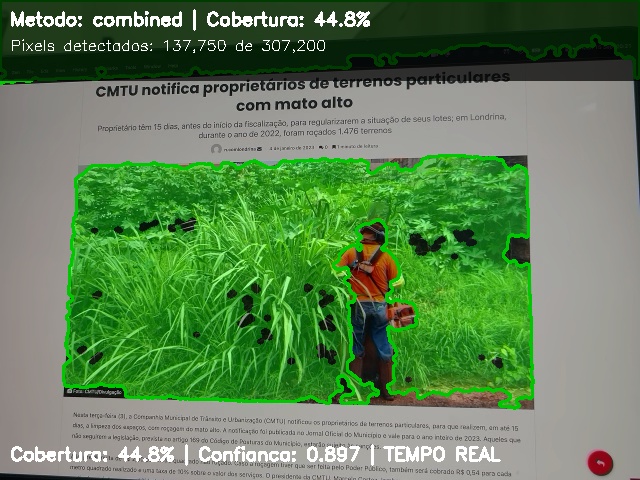 Metodo: combined | Cobertura: 44.8%
Pixels detectados: 137,750 de 307,200
CMTU notifica proprietários de terrenos particulares
com mato alto
Proprietário têm 15 dias, antes do início da fiscalização, para regularizarem a situação de seus lotes; em Londrina,
durante o ano de 2022, foram roçados 1.476 terrenos
4 de janeiro de 2023 0 1 minuto de leitura
Foto: CMTU/Divulgação
Nesta terça-feira (3), a Companhia Municipal de Trânsito e Urbanização (CMTU) notificou os proprietários de terrenos particulares, para que realizem, em até 15
dias, a limpeza dos espaços, com roçagem do mato alto. A notificação foi publicada no Jornal Oficial do Município e vale para o ano inteiro de 2023. Aqueles que
não seguirem a legislação, prevista no artigo 169 do Código de Posturas do Município, estarão
Cobertura: 44.8% | Confianca: 0.897 | TEMPO REAL
metro quadrado realizado e uma taxa de 10% sobre o valor dos serviços. O presidente da CMTU, Marcelo